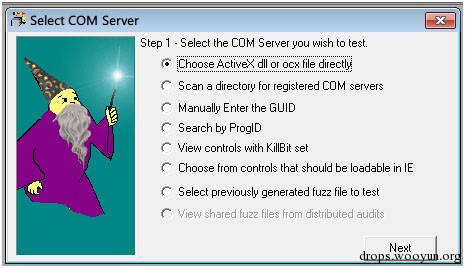 Select COM Server
Step 1 - Select the COM Server you wish to test.
Choose ActiveX dll or ocx file directly
Scan a directory for registered COM servers
Manually Enter the GUID
Search by ProgID
View controls with KillBit set
Choose from controls that should be loadable in IE
Select previously generated fuzz file to test
View shared fuzz files from distributed audits
Next
drops.wooyun.org